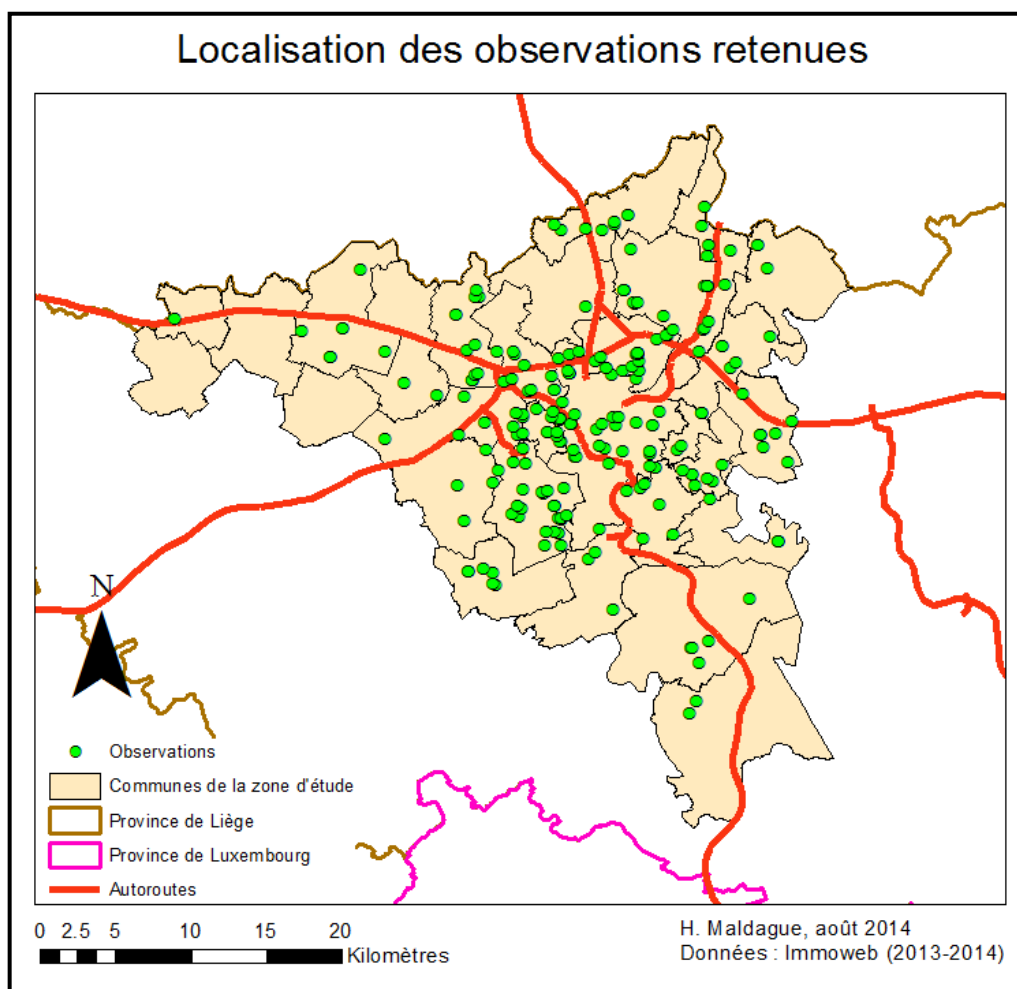 Localisation des observations retenues
N
Observations
Communes de la zone d'étude
Province de Liège
Province de Luxembourg
Autoroutes
0 2.5 5 10 15 20
Kilomètres
H. Maldague, août 2014
Données : Immoweb (2013-2014)